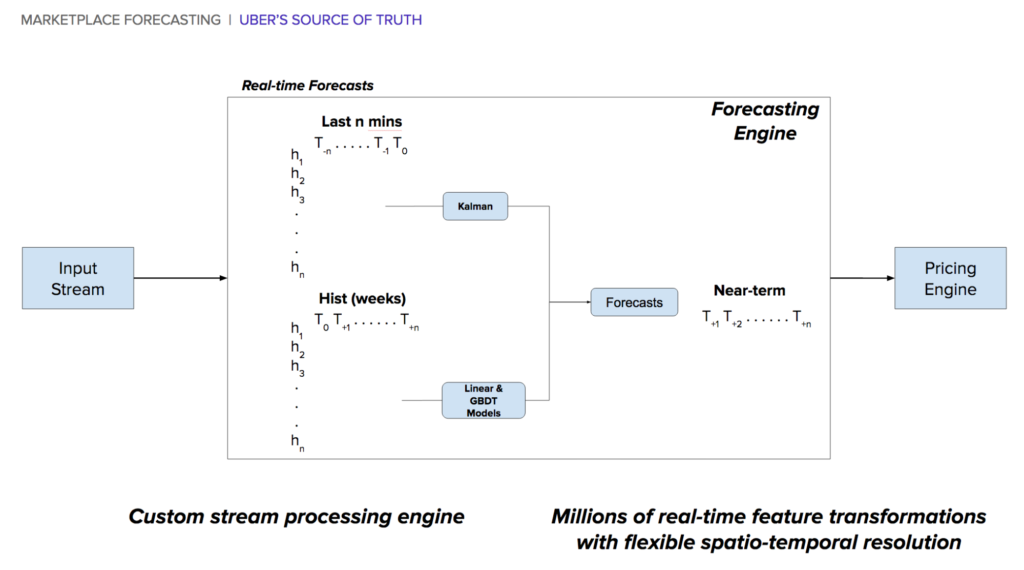 MARKETPLACE FORECASTING | UBER'S SOURCE OF TRUTH
Real-time Forecasts
Forecasting
Engine
Last n mins
T-n.....T-1 T0
h1
h2
h3
.
.
.
hn
Kalman
Input
Stream
Hist (weeks)
T0 T+1......T+n
h1
h2
h3
.
.
.
hn
Linear &
GBDT
Models
Forecasts
Near-term
T+1 T+2......T+n
Pricing
Engine
Custom stream processing engine
Millions of real-time feature transformations
with flexible spatio-temporal resolution